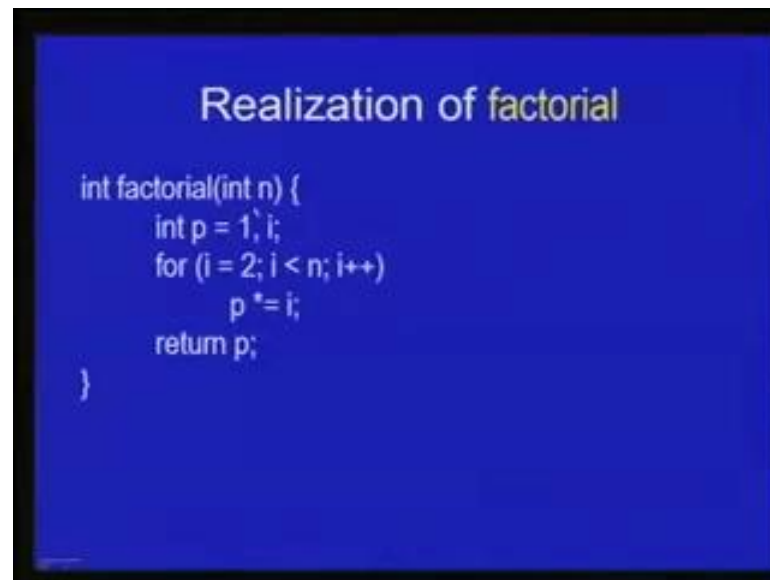 Realization of factorial
int factorial(int n) {
int p = 1, i;
for (i = 2; i < n; i++)
p *= i;
return p;
}